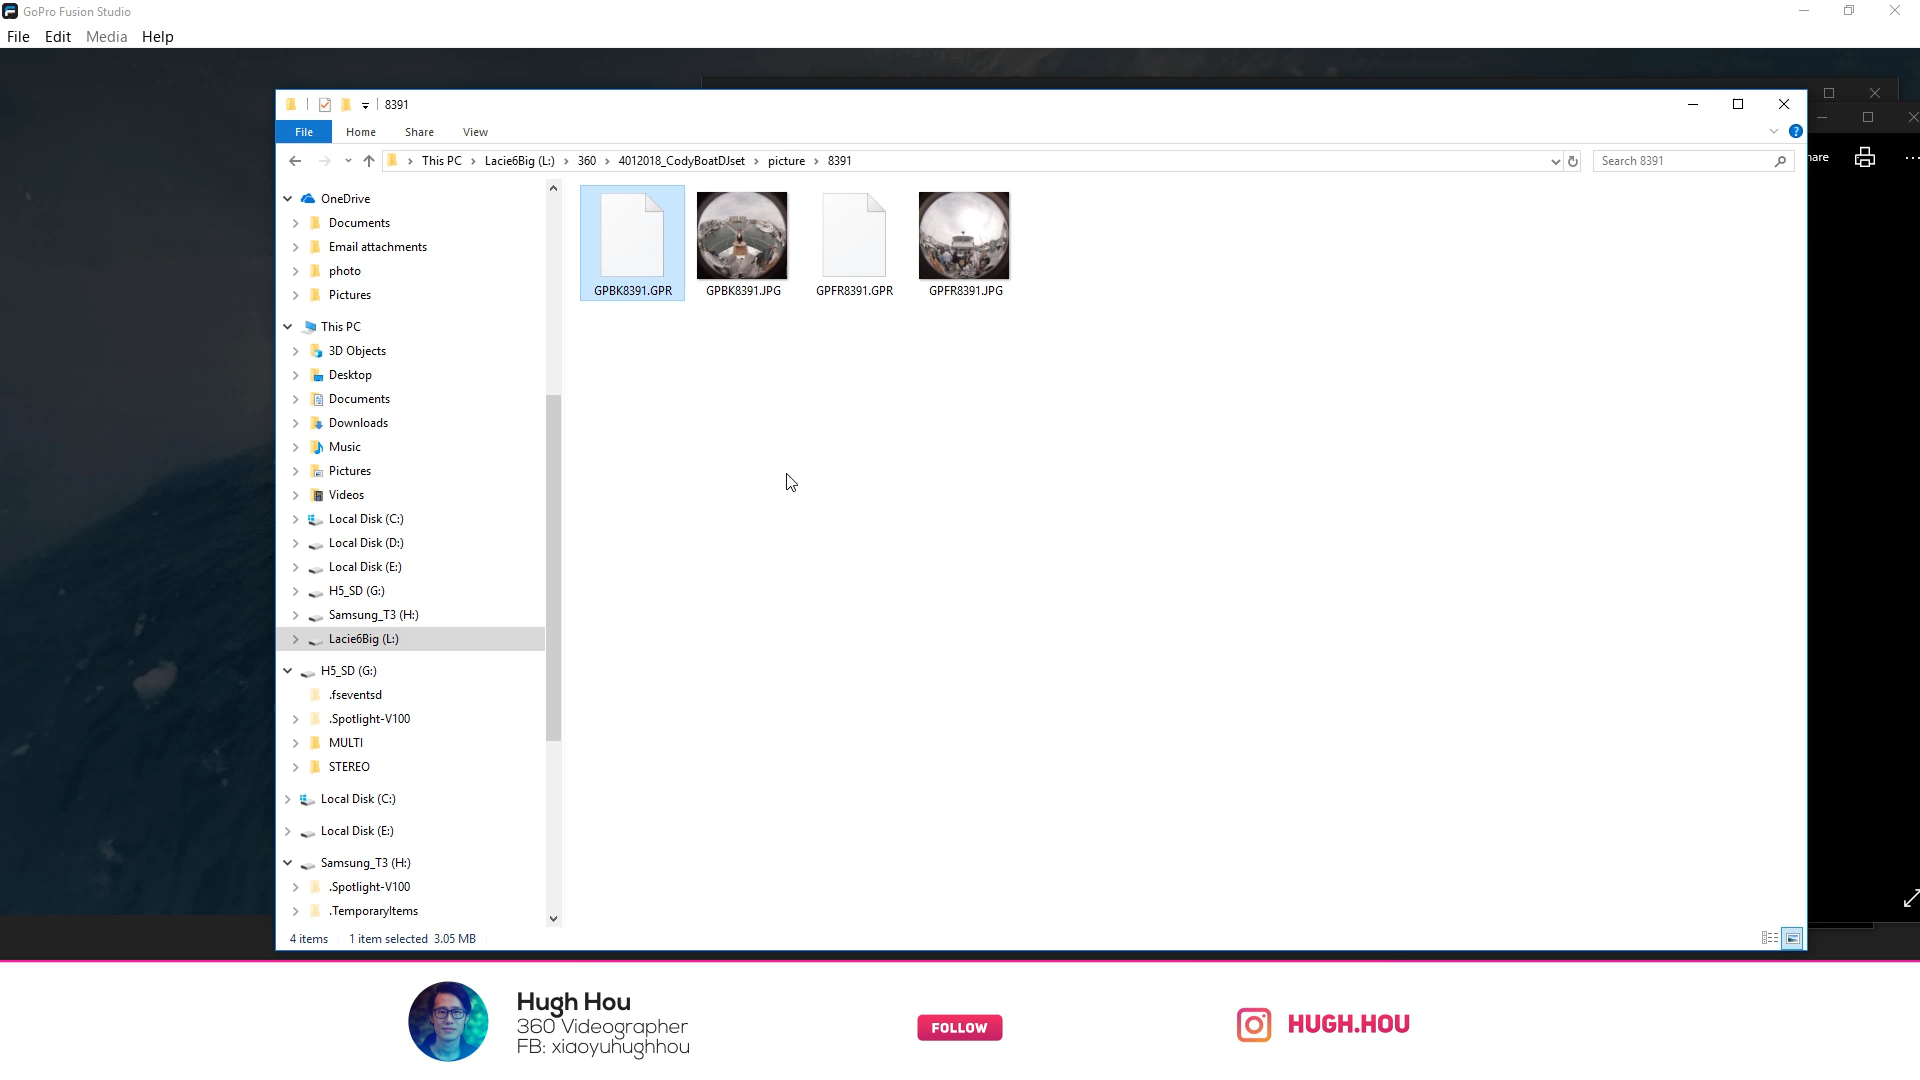 GoPro Fusion Studio
File Edit Media Help
8391
File Home Share View
This PC Lacie6Big (L:) 360 4012018_CodyBoatDJset picture 8391
Search 8391
hare
OneDrive
Documents
Email attachments
photo
Pictures
This PC
3D Objects
Desktop
Documents
Downloads
Music
Pictures
Videos
Local Disk (C:)
Local Disk (D:)
Local Disk (E:)
H5_SD (G:)
Samsung_T3 (H:)
Lacie6Big (L:)
H5_SD (G:)
.fseventsd
.Spotlight-V100
MULTI
STEREO
Local Disk (C:)
Local Disk (E:)
Samsung_T3 (H:)
.Spotlight-V100
.TemporaryItems
GPBK8391.GPR GPBK8391.JPG GPFR8391.GPR GPFR8391.JPG
4 items 1 item selected 3.05 MB
Hugh Hou
360 Videographer
FB: xiaoyuhughhou
FOLLOW
HUGH.HOU